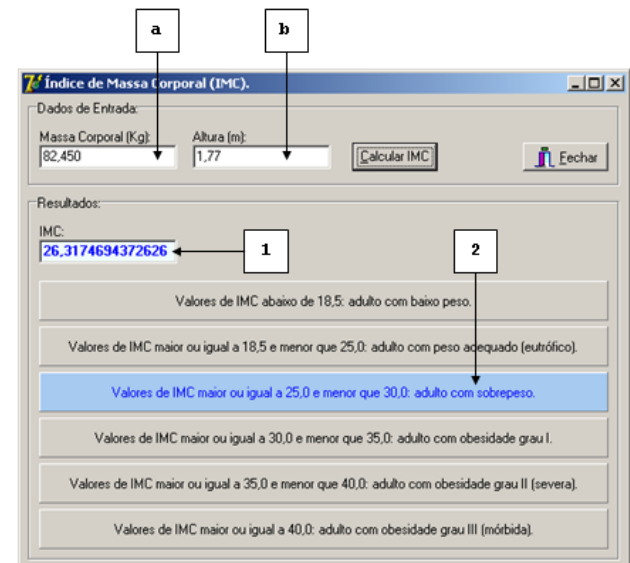 a b
Índice de Massa Corporal (IMC).
Dados de Entrada:
Massa Corporal (Kg): Altura (m):
82,450 1,77 Calcular IMC Fechar
Resultados:
IMC:
26,3174694372626 1 2
Valores de IMC abaixo de 18,5: adulto com baixo peso.
Valores de IMC maior ou igual a 18,5 e menor que 25,0: adulto com peso adequado (eutrófico).
Valores de IMC maior ou igual a 25,0 e menor que 30,0: adulto com sobrepeso.
Valores de IMC maior ou igual a 30,0 e menor que 35,0: adulto com obesidade grau I.
Valores de IMC maior ou igual a 35,0 e menor que 40,0: adulto com obesidade grau II (severa).
Valores de IMC maior ou igual a 40,0: adulto com obesidade grau III (mórbida).